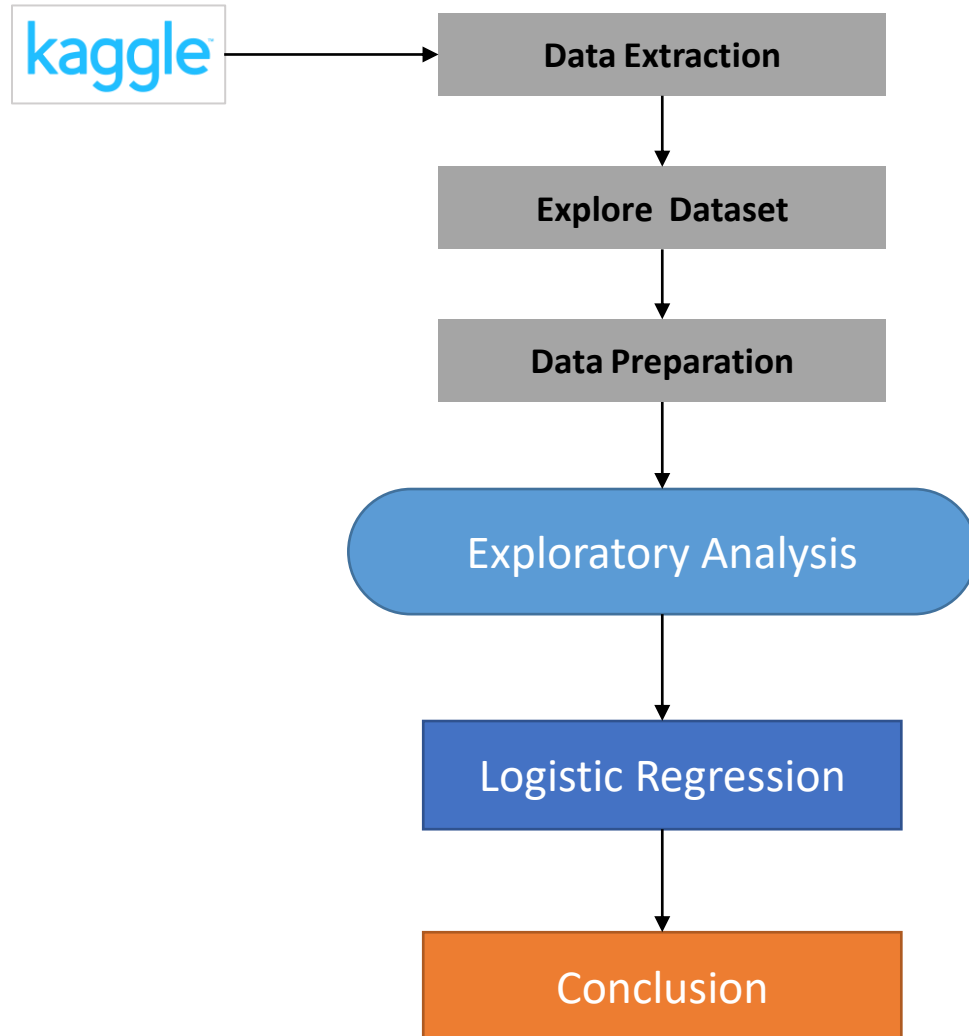 kaggle
Data Extraction
Explore Dataset
Data Preparation
Exploratory Analysis
Logistic Regression
Conclusion